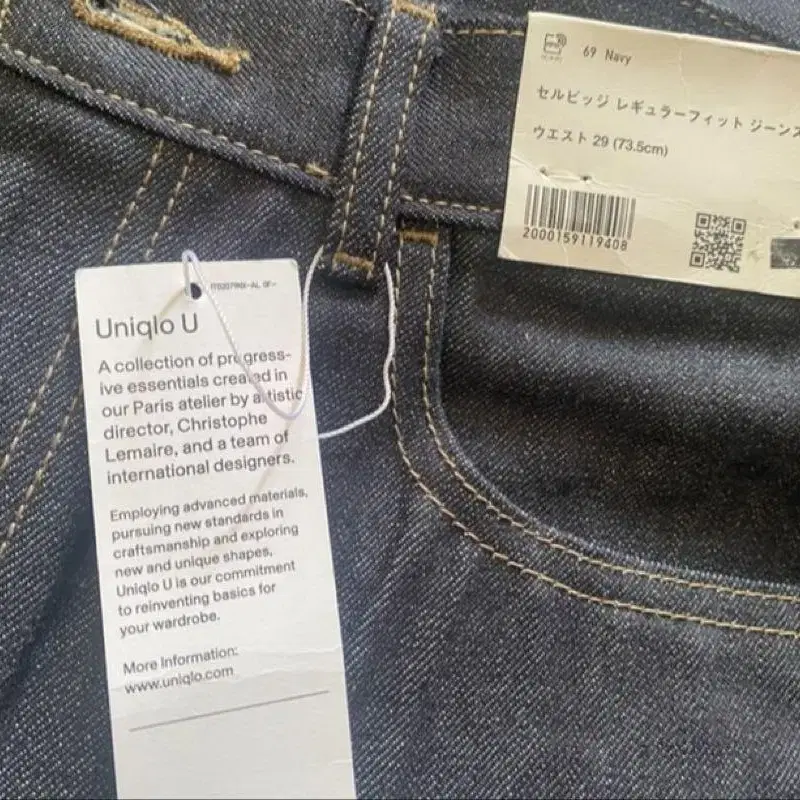 69 Navy
セルビッジ レギュラーフィット ジーンズ
ウエスト 29 (73.5cm)
2000159119408
Uniqlo U
A collection of progress-
ive essentials created in
our Paris atelier by artistic
director, Christophe
Lemaire, and a team of
international designers.
Employing advanced materials,
pursuing new standards in
craftsmanship and exploring
new and unique shapes,
Uniqlo U is our commitment
to reinventing basics for
your wardrobe.
More Information:
www.uniqlo.com